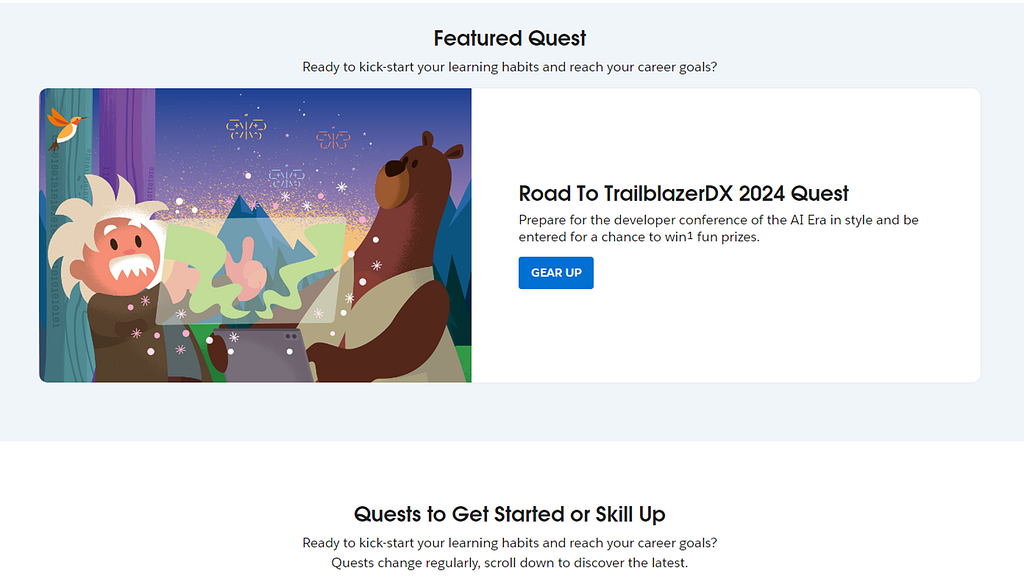 Featured Quest
Ready to kick-start your learning habits and reach your career goals?
Road To TrailblazerDX 2024 Quest
Prepare for the developer conference of the AI Era in style and be
entered for a chance to win¹ fun prizes.
GEAR UP
Quests to Get Started or Skill Up
Ready to kick-start your learning habits and reach your career goals?
Quests change regularly, scroll down to discover the latest.